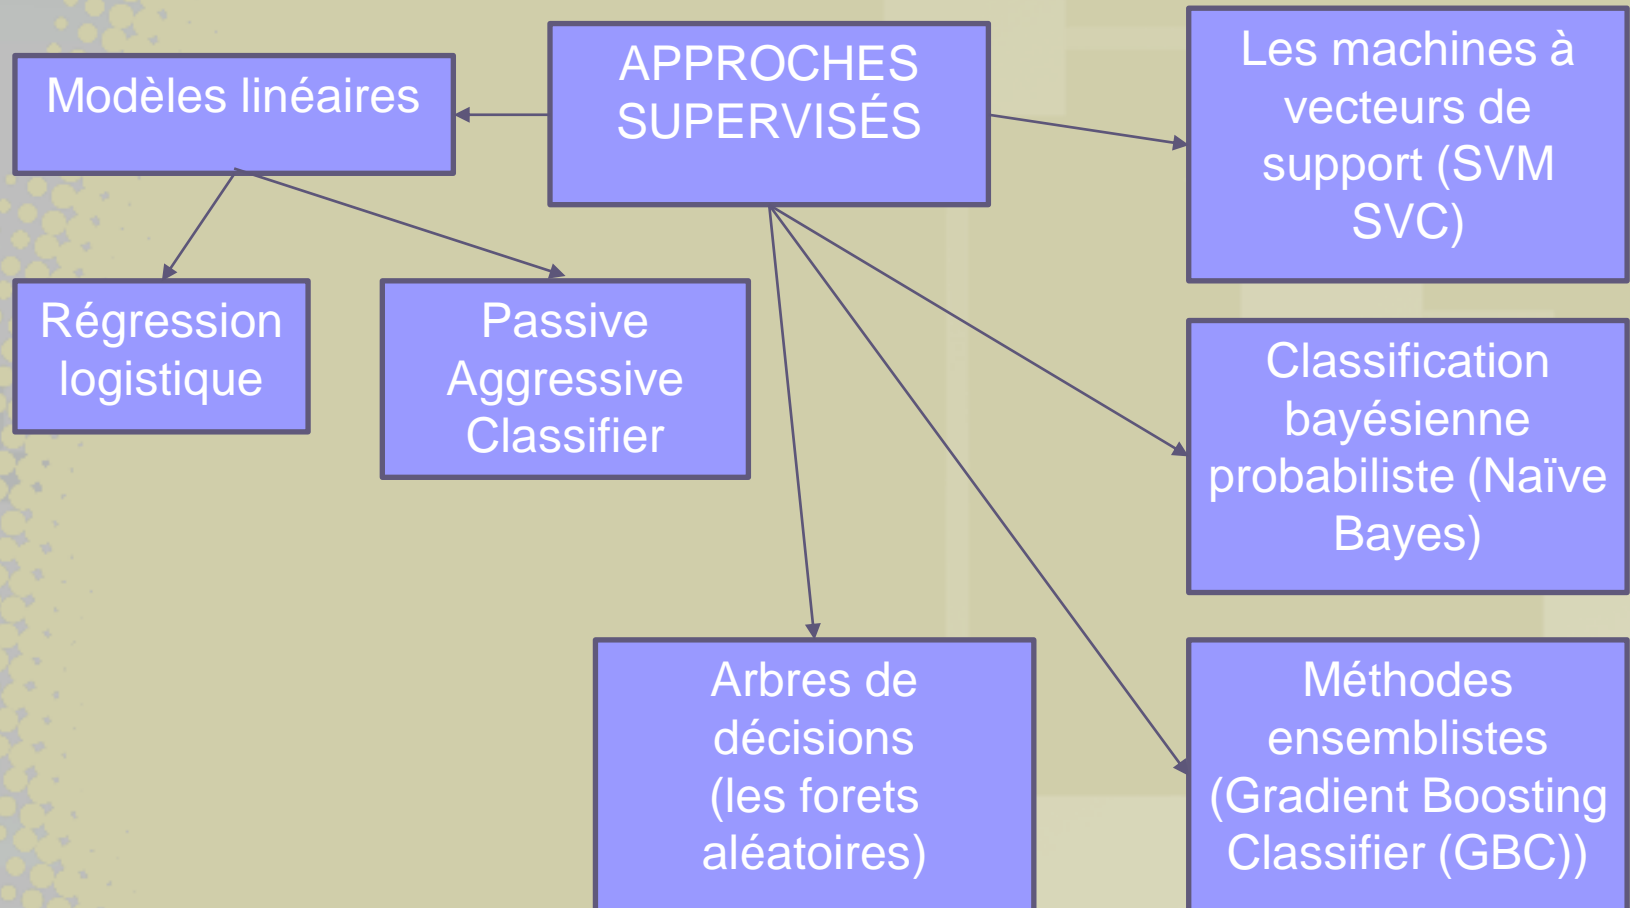 APPROCHES
SUPERVISÉS
Modèles linéaires
Régression
logistique
Passive
Aggressive
Classifier
Les machines à
vecteurs de
support (SVM
SVC)
Classification
bayésienne
probabiliste (Naïve
Bayes)
Arbres de
décisions
(les forets
aléatoires)
Méthodes
ensemblistes
(Gradient Boosting
Classifier (GBC))